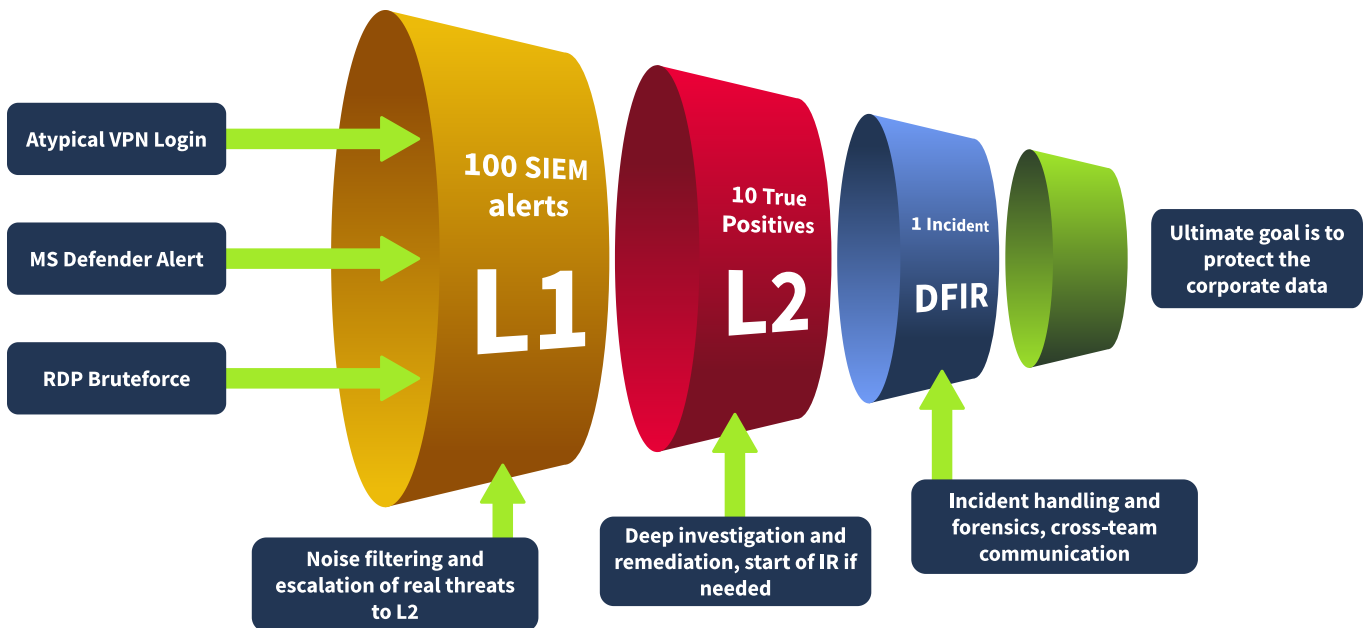 Atypical VPN Login
MS Defender Alert
RDP Bruteforce
100 SIEM
alerts
L1
Noise filtering and
escalation of real threats
to L2
10 True
Positives
L2
Deep investigation and
remediation, start of IR if
needed
1 Incident
DFIR
Incident handling and
forensics, cross-team
communication
Ultimate goal is to
protect the
corporate data